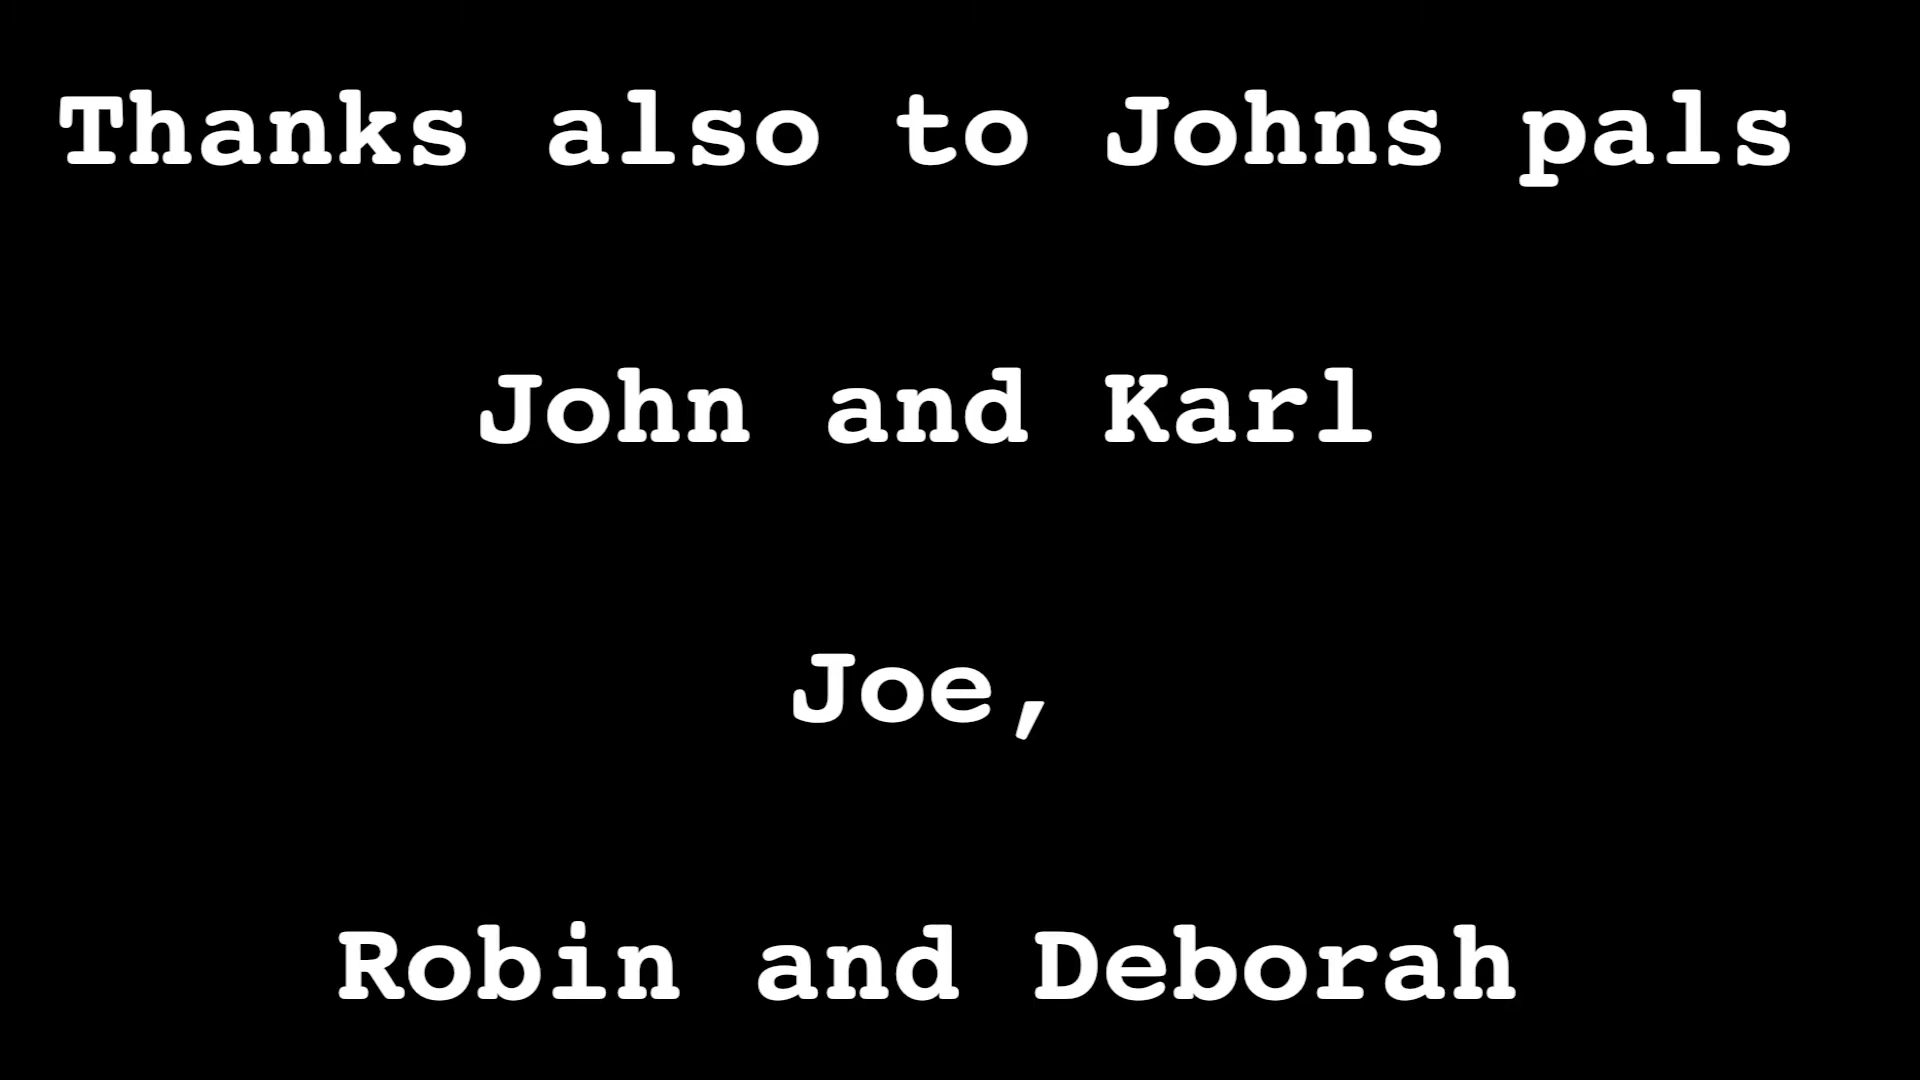 Thanks also to Johns pals
John and Karl
Joe,
Robin and Deborah